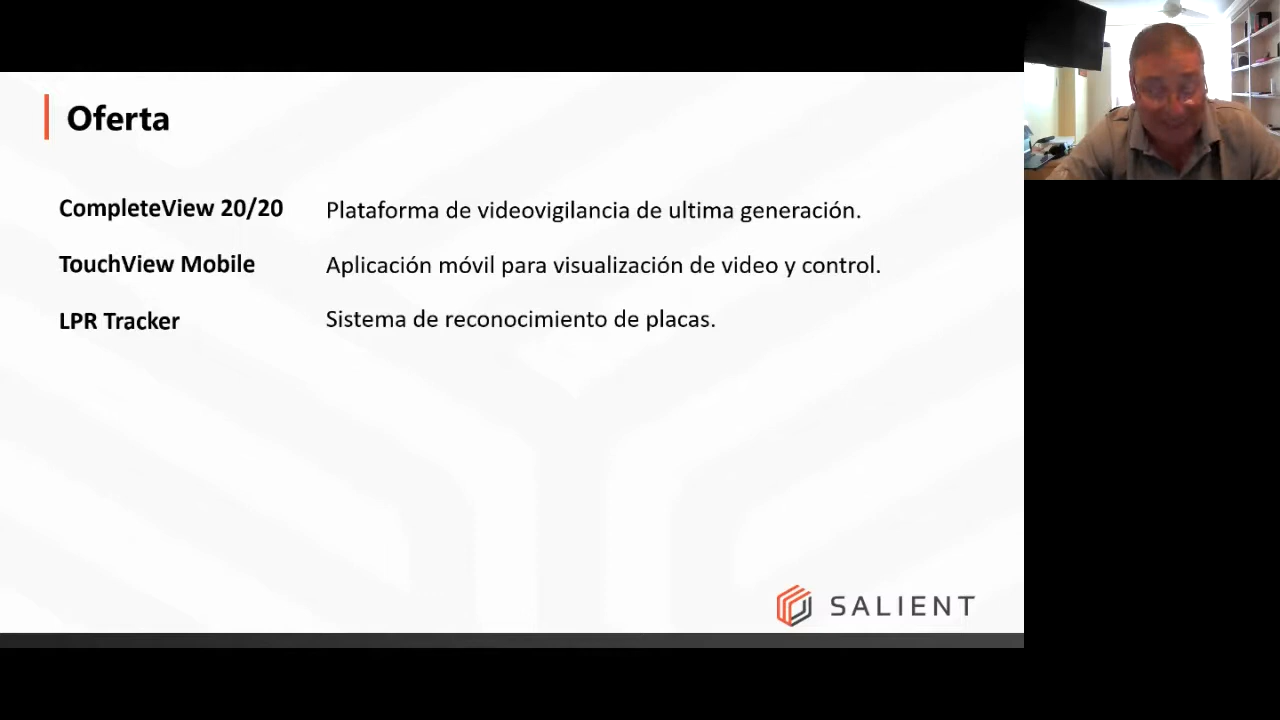 Oferta
CompleteView 20/20 Plataforma de videovigilancia de ultima generación.
TouchView Mobile Aplicación móvil para visualización de video y control.
LPR Tracker Sistema de reconocimiento de placas.
SALIENT